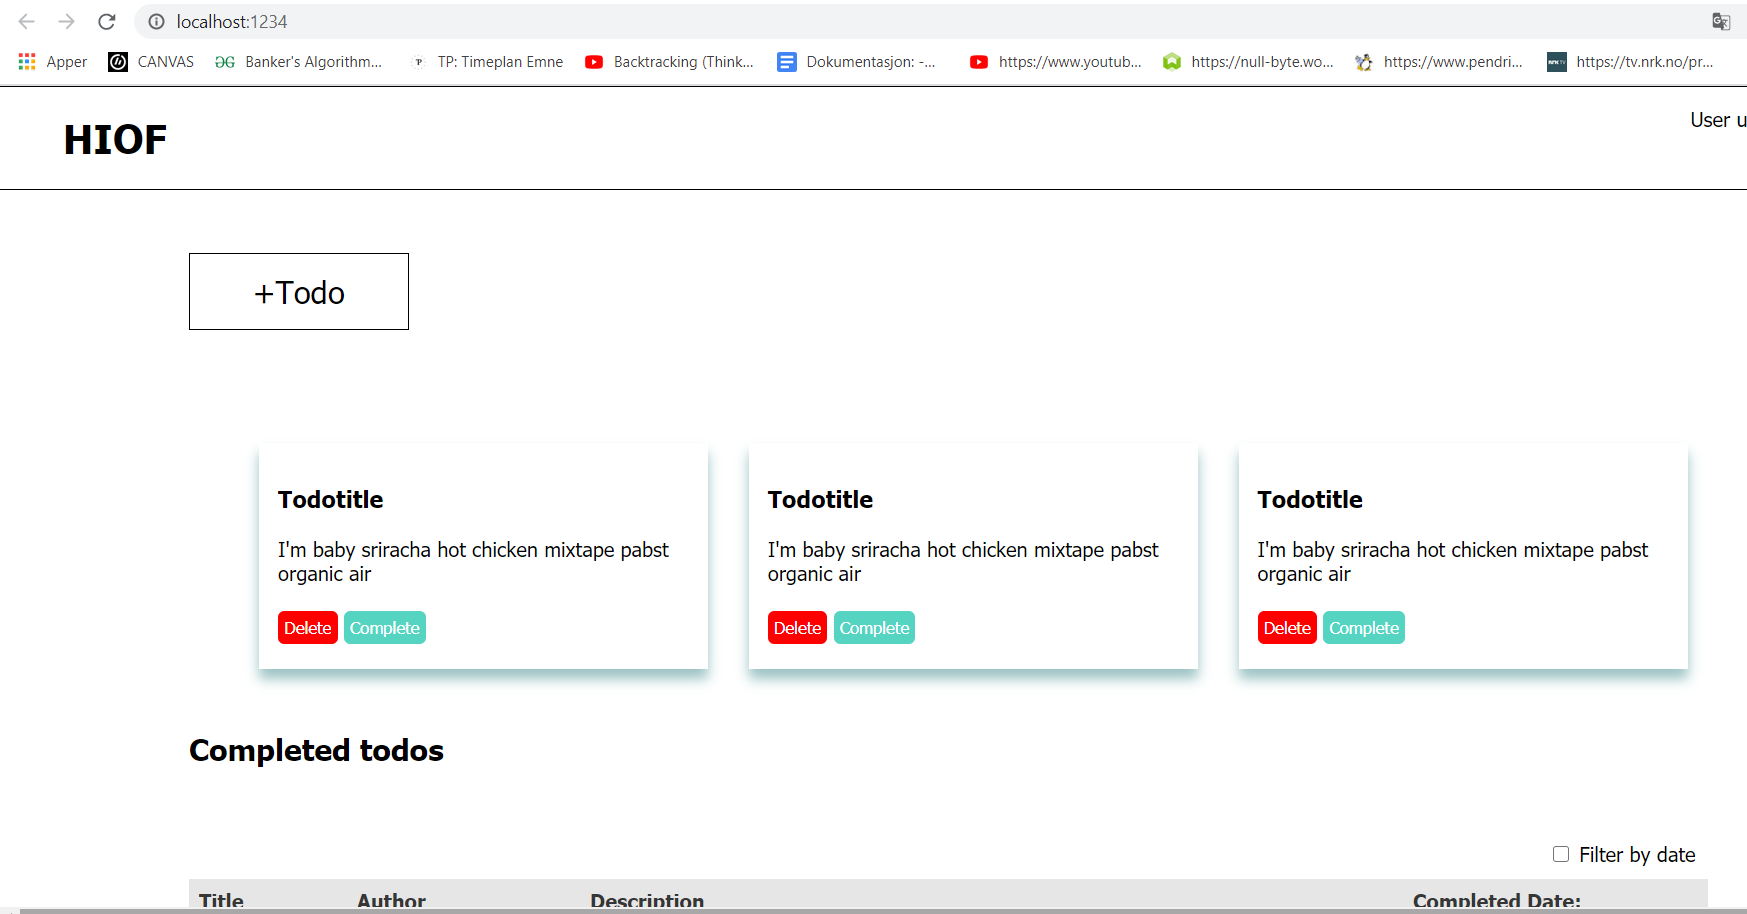 localhost:1234
Apper CANVAS Banker's Algorithm... TP: Timeplan Emne Backtracking (Think... Dokumentasjon: -... https://www.youtub... https://null-byte.wo... https://www.pendri... https://tv.nrk.no/pr...
HIOF
User u
+Todo
Todotitle Todotitle Todotitle
I'm baby sriracha hot chicken mixtape pabst I'm baby sriracha hot chicken mixtape pabst I'm baby sriracha hot chicken mixtape pabst
organic air organic air organic air
Delete Complete Delete Complete Delete Complete
Completed todos
Filter by date
Title Author Description Completed Date: